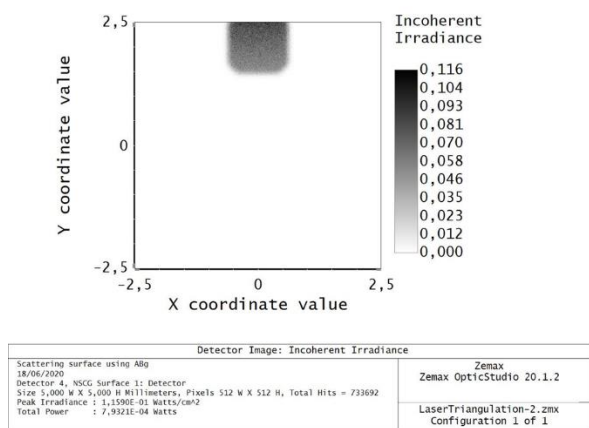 2,5
Incoherent
Irradiance
0,116
0,104
0,093
0,081
0,070
0,058
0,046
0,035
0,023
0,012
0,000
Y coordinate value
0
-2,5
-2,5
0
2,5
X coordinate value
Detector Image: Incoherent Irradiance
Scattering surface using ABg
18/06/2020
Detector 4, NSCG Surface 1: Detector
Size 5,000 W X 5,000 H Millimeters, Pixels 512 W X 512 H, Total Hits = 733692
Peak Irradiance : 1,1590E-01 Watts/cm^2
Total Power : 7,9321E-04 Watts
Zemax
Zemax OpticStudio 20.1.2
LaserTriangulation-2.zmx
Configuration 1 of 1